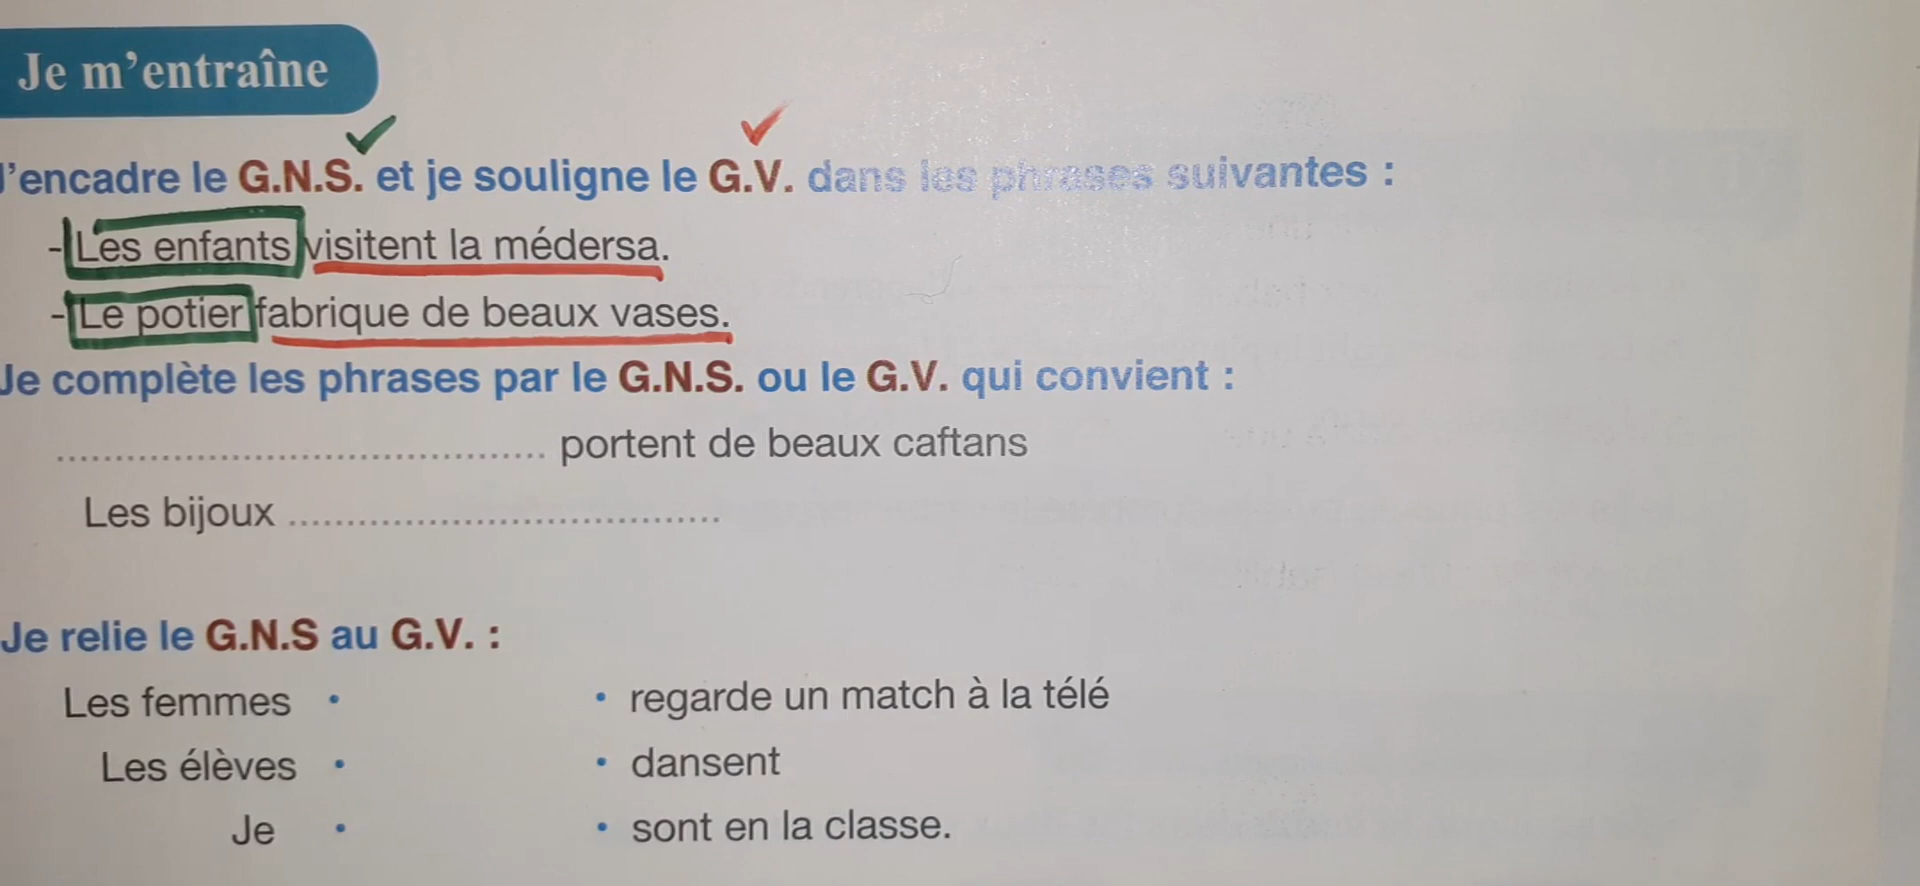 Je m'entraîne
J'encadre le G.N.S. et je souligne le G.V. dans les phrases suivantes :
-Les enfants visitent la médersa.
-Le potier fabrique de beaux vases.
Je complète les phrases par le G.N.S. ou le G.V. qui convient :
.......................................... portent de beaux caftans
Les bijoux .....................................
Je relie le G.N.S au G.V. :
Les femmes • • regarde un match à la télé
Les élèves • • dansent
Je • • sont en la classe.